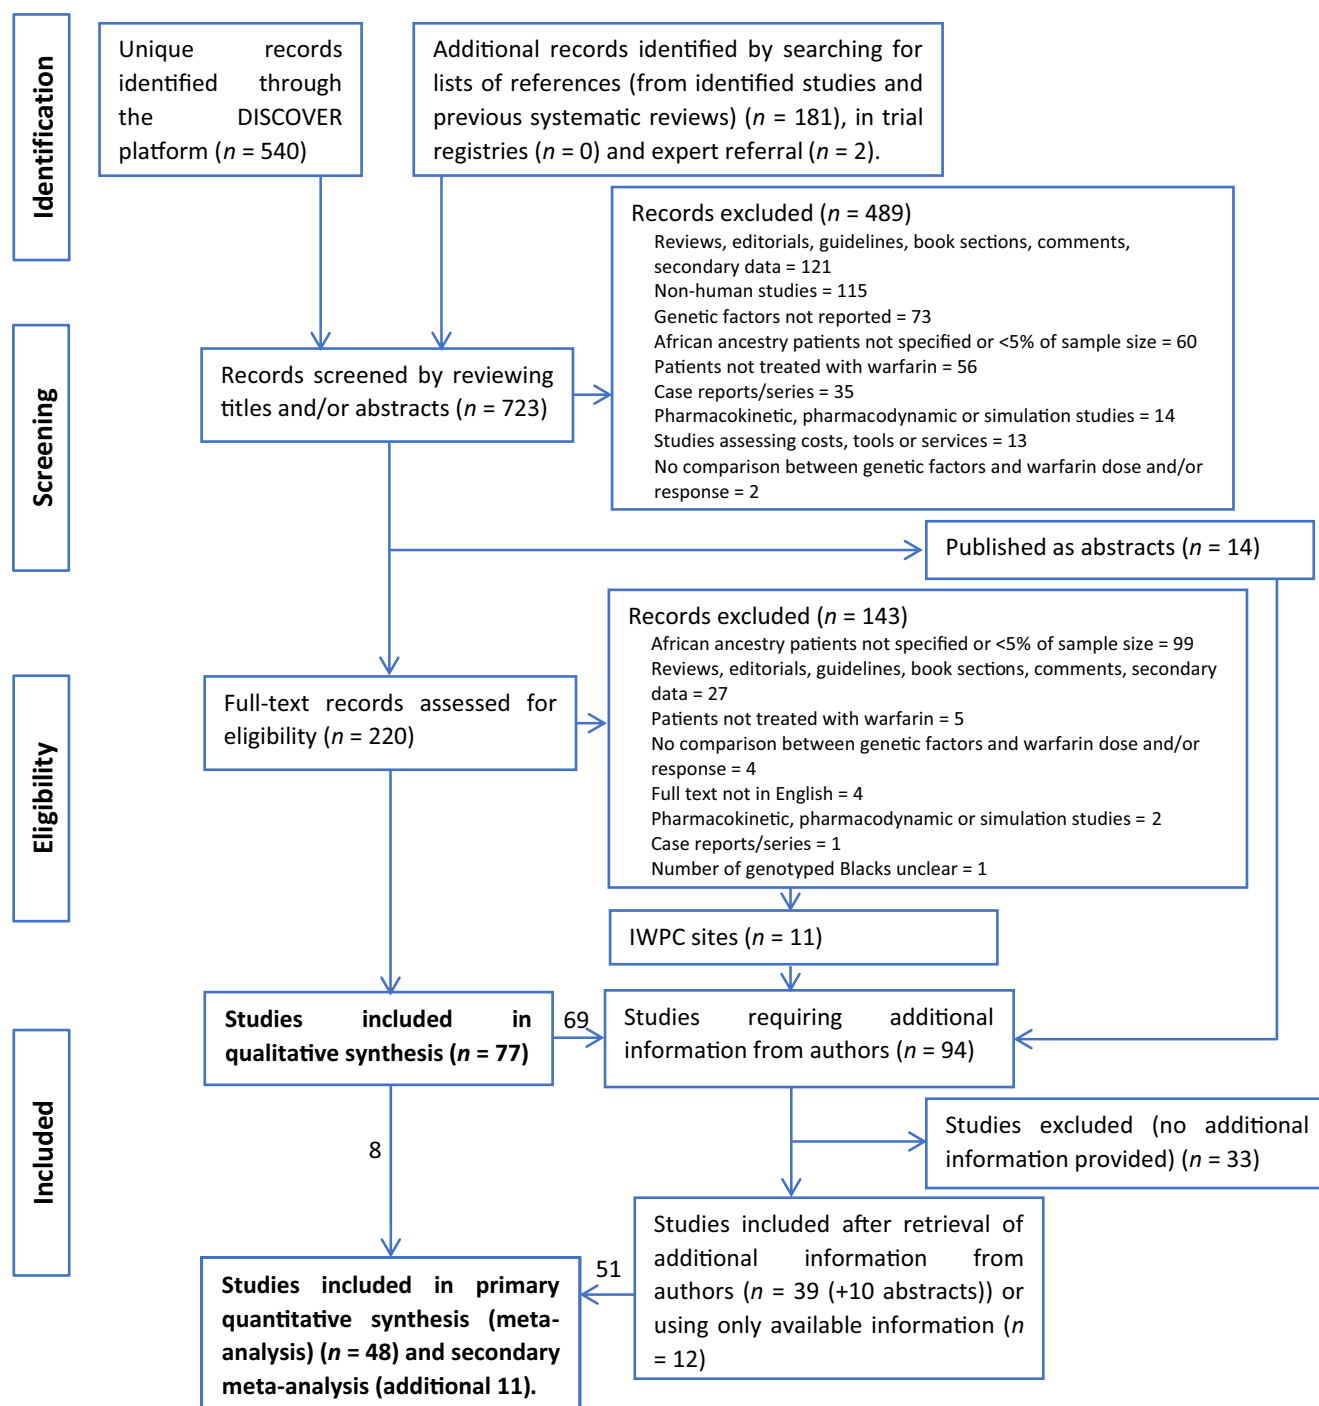 Identification
Unique records
identified through
the DISCOVER
platform (n = 540)
Additional records identified by searching for
lists of references (from identified studies and
previous systematic reviews) (n = 181), in trial
registries (n = 0) and expert referral (n = 2).
Records excluded (n = 489)
Reviews, editorials, guidelines, book sections, comments,
secondary data = 121
Non-human studies = 115
Genetic factors not reported = 73
African ancestry patients not specified or <5% of sample size = 60
Patients not treated with warfarin = 56
Case reports/series = 35
Pharmacokinetic, pharmacodynamic or simulation studies = 14
Studies assessing costs, tools or services = 13
No comparison between genetic factors and warfarin dose and/or
response = 2
Screening
Records screened by reviewing
titles and/or abstracts (n = 723)
Published as abstracts (n = 14)
Eligibility
Full-text records assessed for
eligibility (n = 220)
Records excluded (n = 143)
African ancestry patients not specified or <5% of sample size = 99
Reviews, editorials, guidelines, book sections, comments, secondary
data = 27
Patients not treated with warfarin = 5
No comparison between genetic factors and warfarin dose and/or
response = 4
Full text not in English = 4
Pharmacokinetic, pharmacodynamic or simulation studies = 2
Case reports/series = 1
Number of genotyped Blacks unclear = 1
IWPC sites (n = 11)
Included
Studies included in
qualitative synthesis (n = 77)
69
Studies requiring additional
information from authors (n = 94)
8
Studies excluded (no additional
information provided) (n = 33)
Studies included after retrieval of
additional information from
authors (n = 39 (+10 abstracts)) or
using only available information (n
= 12)
51
Studies included in primary
quantitative synthesis (meta-
analysis) (n = 48) and secondary
meta-analysis (additional 11).